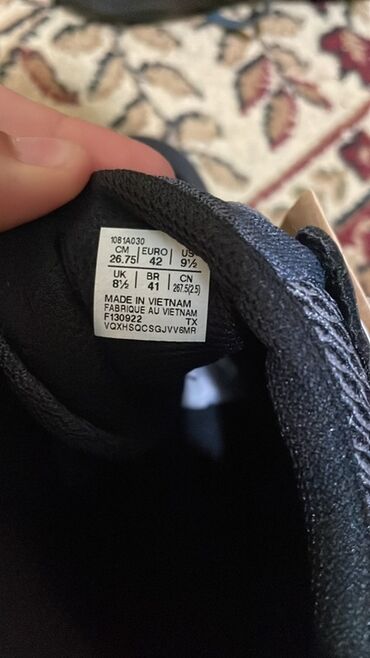 1081A030
CM EURO US
26.75 42 9½
UK BR CN
8½ 41 267.5(2.5)
MADE IN VIETNAM
FABRIQUE AU VIETNAM
F130922 TX
VQXHSQCSGJVV6MR